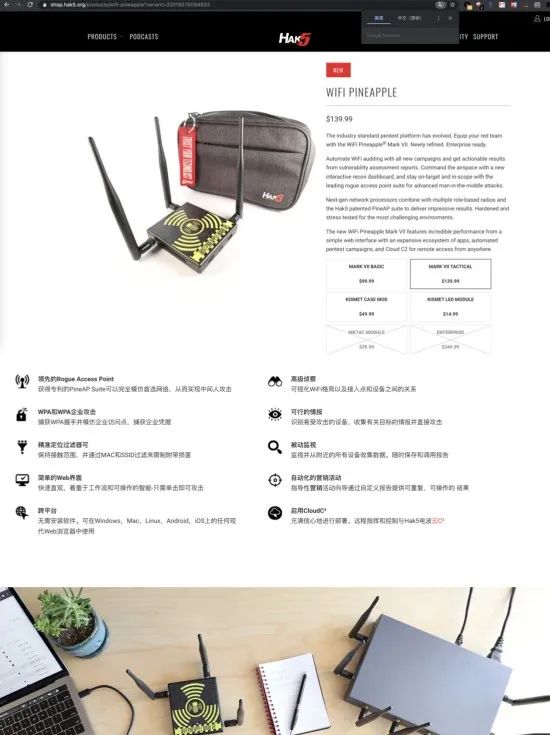 shop.hak5.org/products/wifi-pineapple?variant=32019576094833
英语 中文（简体）
PRODUCTS PODCASTS HAK5 ITY SUPPORT
NEW
WIFI PINEAPPLE
$139.99
The industry standard pentest platform has evolved. Equip your red team
with the WiFi Pineapple® Mark VII. Newly refined. Enterprise ready.
Automate WiFi auditing with all new campaigns and get actionable results
from vulnerability assessment reports. Command the airspace with a new
interactive recon dashboard, and stay on-target and in-scope with the
leading rogue access point suite for advanced man-in-the-middle attacks.
Next-gen network processors combine with multiple role-based radios and
the Hak5 patented PineAP suite to deliver impressive results. Hardened and
stress tested for the most challenging environments.
The new WiFi Pineapple Mark VII features incredible performance from a
simple web interface with an expansive ecosystem of apps, automated
pentest campaigns, and Cloud C2 for remote access from anywhere
MARK VII BASIC
$99.99
MARK VII TACTICAL
$139.99
KISMET CASE MOD
$49.99
KISMET LED MODULE
$14.99
MK7AC MODULE
$39.99
ENTERPRISE
$349.99
HAK5
领先的Rogue Access Point
获得专利的PineAP Suite可以完全模仿首选网络，从而实现中间人攻击
高级侦察
可视化WiFi格局以及接入点和设备之间的关系
WPA和WPA企业攻击
捕获WPA握手并模仿企业访问点，捕获企业凭据
可行的情报
识别易受攻击的设备，收集有关目标的情报并直接攻击
精准定位过滤器可
保持接触范围，并通过MAC和SSID过滤来限制附带损害
被动监视
监视并从附近的所有设备收集数据。随时保存和调用报告
简单的Web界面
快速直观，着重于工作流和可操作的智能-只需单击即可攻击
自动化的营销活动
指导性营销活动向导通过自定义报告提供可重复，可操作的 结果
跨平台
无需安装软件，可在Windows，Mac，Linux，Android，iOS上的任何现
代Web浏览器中使用
启用CloudC²
充满信心地进行部署。远程指挥和控制与Hak5电波云C²